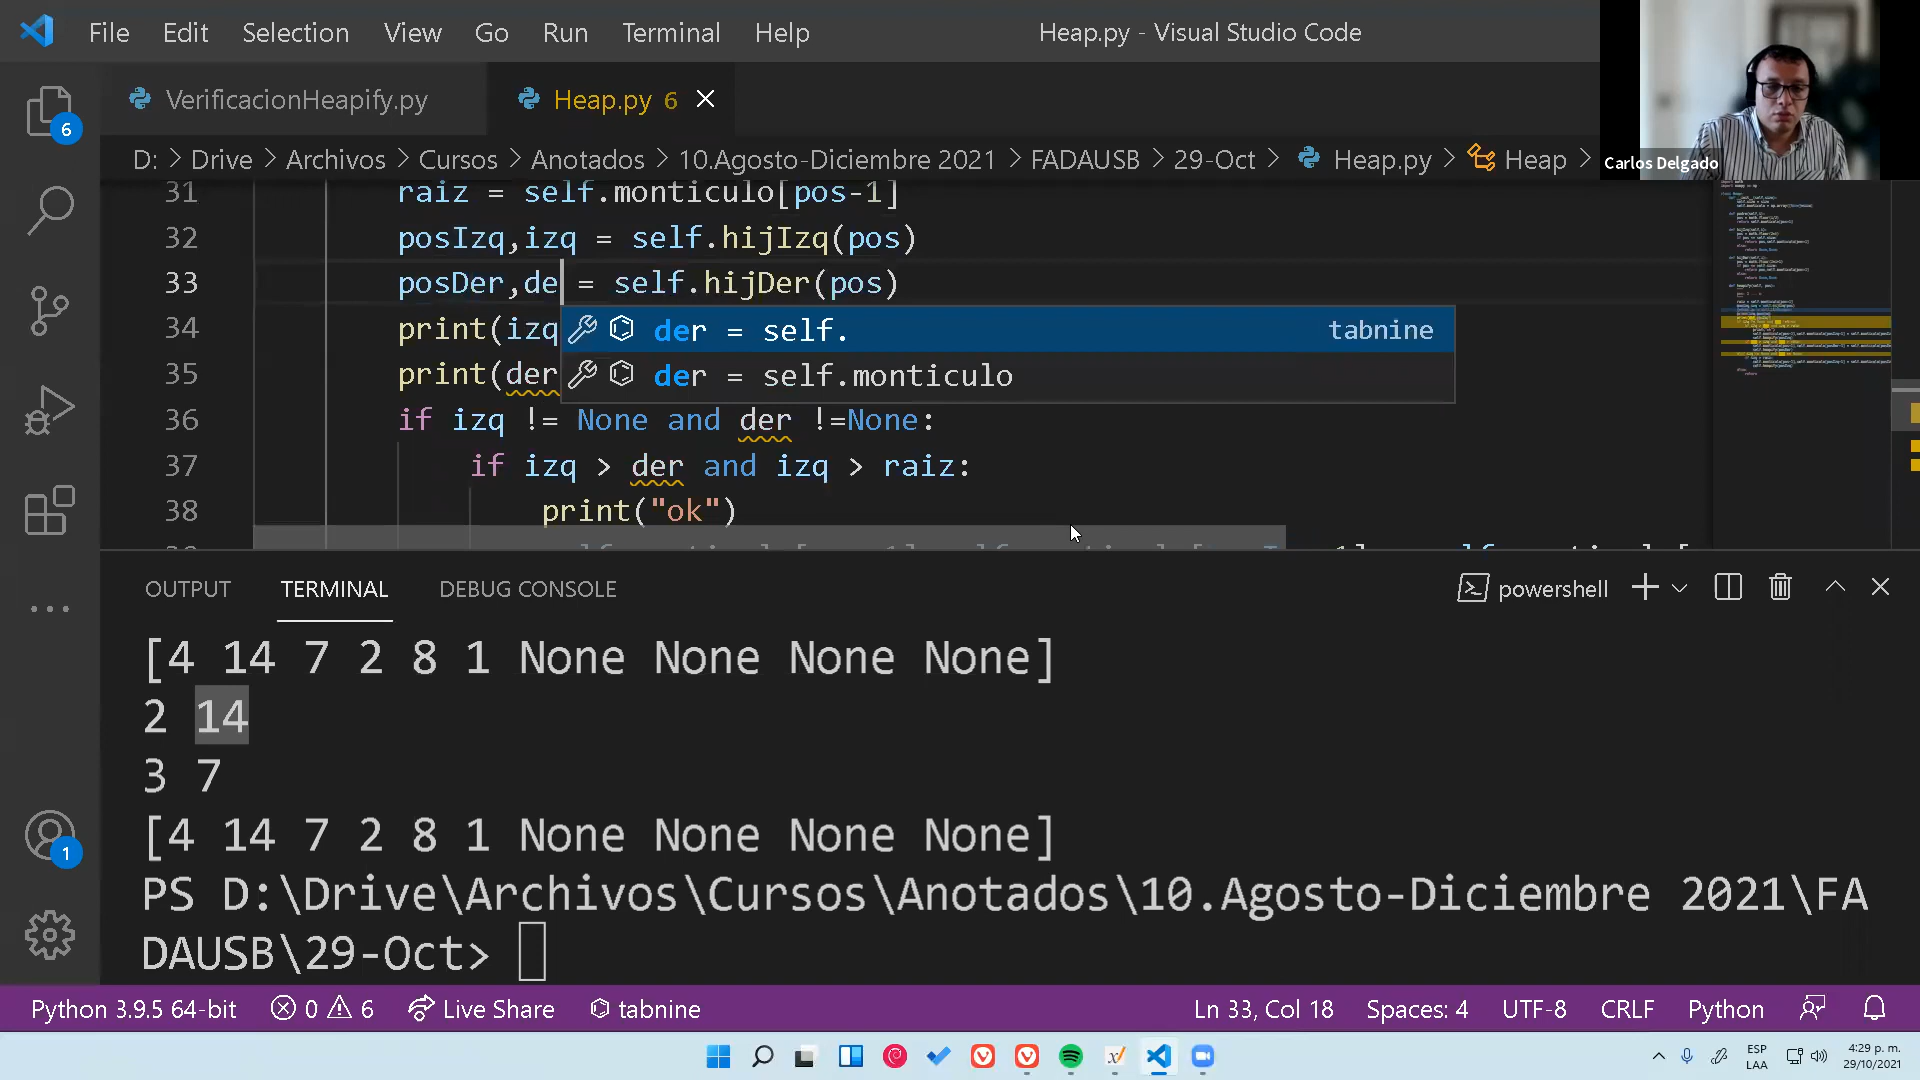 File Edit Selection View Go Run Terminal Help
Heap.py - Visual Studio Code
VerificacionHeapify.py
Heap.py 6
6
D: > Drive > Archivos > Cursos > Anotados > 10.Agosto-Diciembre 2021 > FADAUSB > 29-Oct > Heap.py > Heap >
Carlos Delgado
31 raiz = self.monticulo[pos-1]
32 posIzq,izq = self.hijIzq(pos)
33 posDer,de = self.hijDer(pos)
34 print(izq
der = self. tabnine
35 print(der
der = self.monticulo
36 if izq != None and der !=None:
37 if izq > der and izq > raiz:
38 print("ok")
OUTPUT TERMINAL DEBUG CONSOLE
powershell
[4 14 7 2 8 1 None None None None]
2 14
3 7
[4 14 7 2 8 1 None None None None]
PS D:\Drive\Archivos\Cursos\Anotados\10.Agosto-Diciembre 2021\FA
DAUSB\29-Oct>
1
Python 3.9.5 64-bit 0 6 Live Share tabnine
Ln 33, Col 18 Spaces: 4 UTF-8 CRLF Python
ESP
LAA
4:29 p. m.
29/10/2021